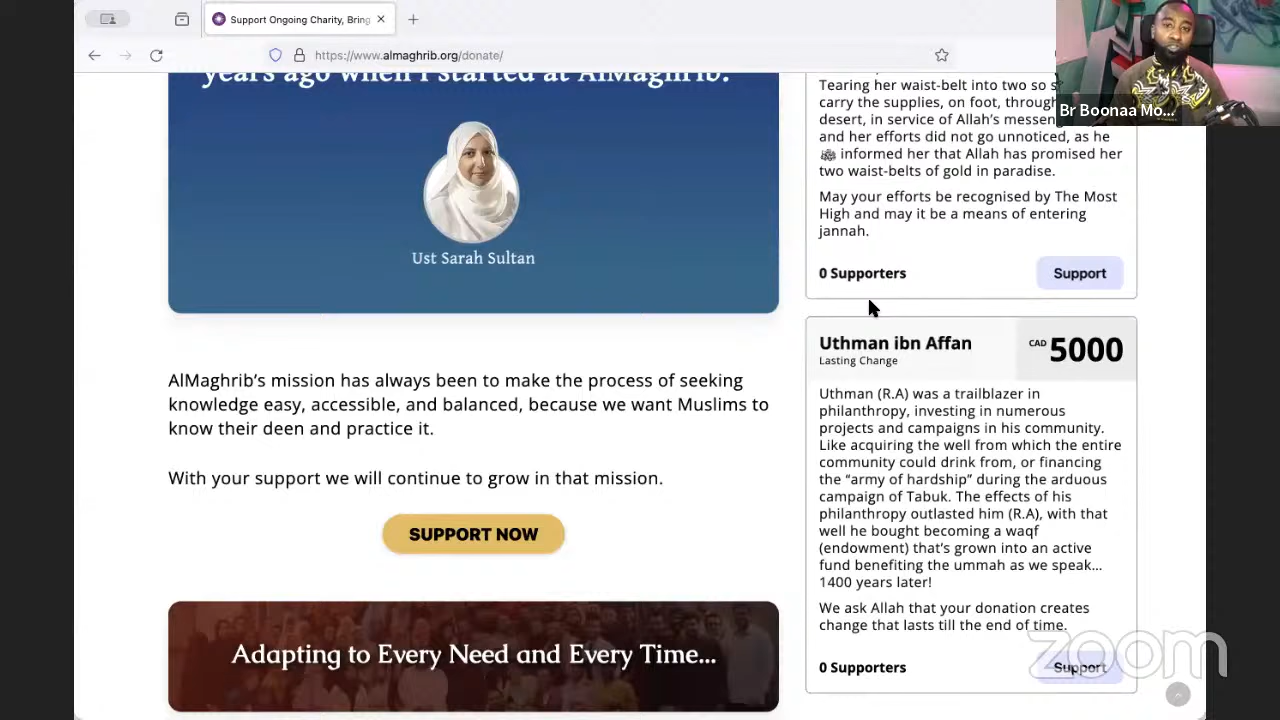 Support Ongoing Charity, Bring
https://www.almaghrib.org/donate/
years ago when I started at AlMaghrib.
Ust Sarah Sultan
AlMaghrib’s mission has always been to make the process of seeking
knowledge easy, accessible, and balanced, because we want Muslims to
know their deen and practice it.
With your support we will continue to grow in that mission.
SUPPORT NOW
Adapting to Every Need and Every Time...
Tearing her waist-belt into two so s
carry the supplies, on foot, through
desert, in service of Allah’s messen
and her efforts did not go unnoticed, as he
ﷺ informed her that Allah has promised her
two waist-belts of gold in paradise.
May your efforts be recognised by The Most
High and may it be a means of entering
jannah.
0 Supporters
Support
Uthman ibn Affan
Lasting Change
CAD 5000
Uthman (R.A) was a trailblazer in
philanthropy, investing in numerous
projects and campaigns in his community.
Like acquiring the well from which the entire
community could drink from, or financing
the “army of hardship” during the arduous
campaign of Tabuk. The effects of his
philanthropy outlasted him (R.A), with that
well he bought becoming a waqf
(endowment) that’s grown into an active
fund benefiting the ummah as we speak...
1400 years later!
We ask Allah that your donation creates
change that lasts till the end of time.
0 Supporters
Support
Br Boonaa Mo...
zoom